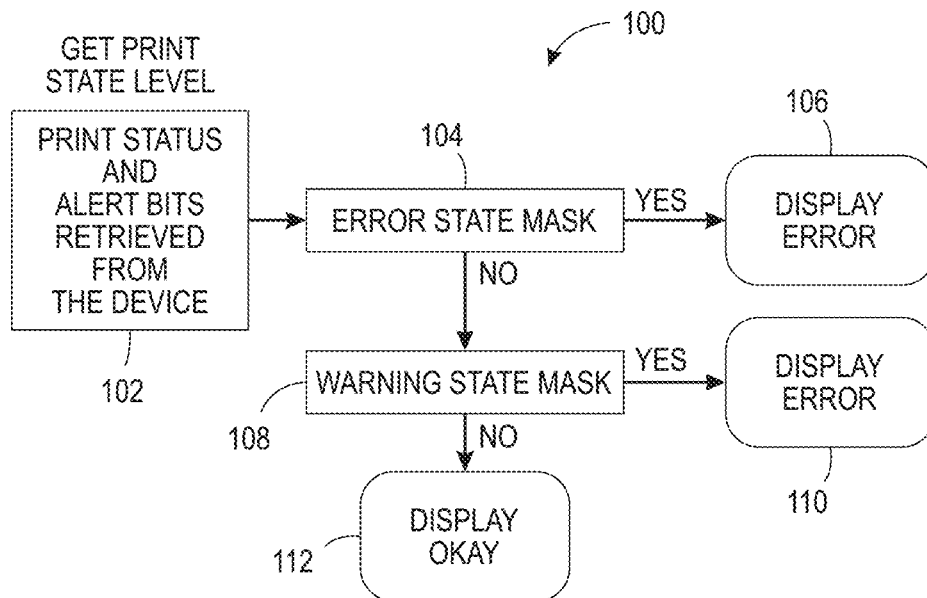 100
GET PRINT
STATE LEVEL
PRINT STATUS
AND
ALERT BITS
RETRIEVED
FROM
THE DEVICE
102
104
ERROR STATE MASK
YES
106
DISPLAY
ERROR
NO
108
WARNING STATE MASK
YES
DISPLAY
ERROR
110
NO
DISPLAY
OKAY
112